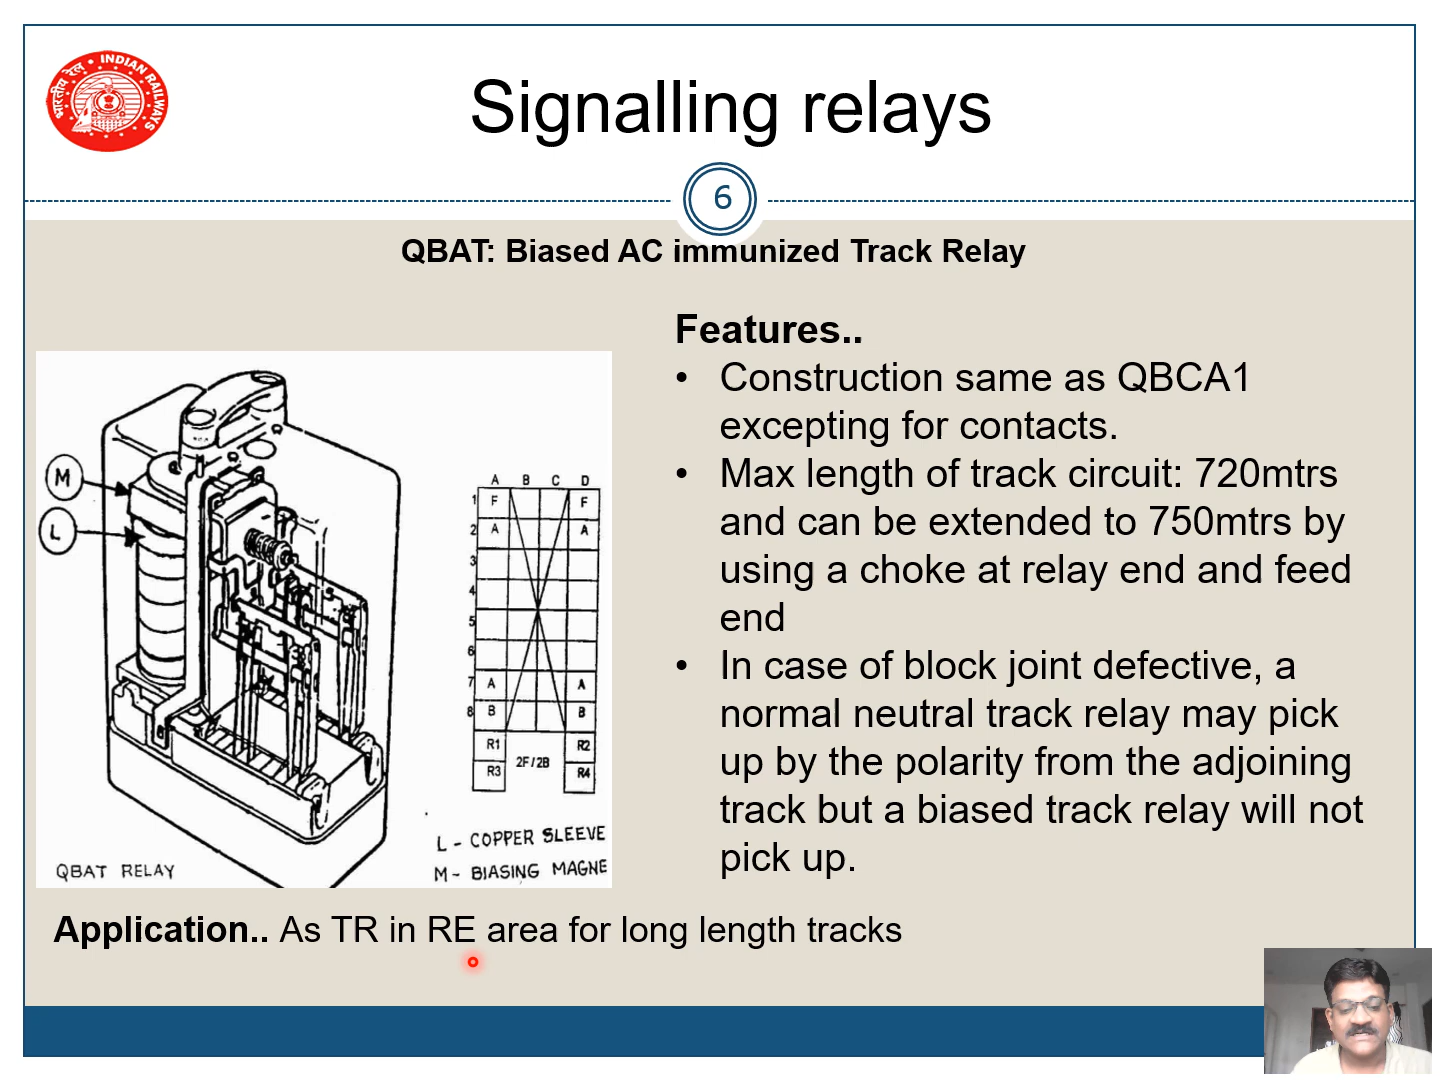 भारतीय रेल INDIAN RAILWAYS
Signalling relays
6
QBAT: Biased AC immunized Track Relay
Features..
• Construction same as QBCA1
excepting for contacts.
• Max length of track circuit: 720mtrs
and can be extended to 750mtrs by
using a choke at relay end and feed
end
• In case of block joint defective, a
normal neutral track relay may pick
up by the polarity from the adjoining
track but a biased track relay will not
pick up.
M
L
A B C D
1 F F
2 A A
3
4
5
6
7 A A
8 B B
R1 R2
2F/2B
R3 R4
L - COPPER SLEEVE
M - BIASING MAGNE
QBAT RELAY
Application.. As TR in RE area for long length tracks